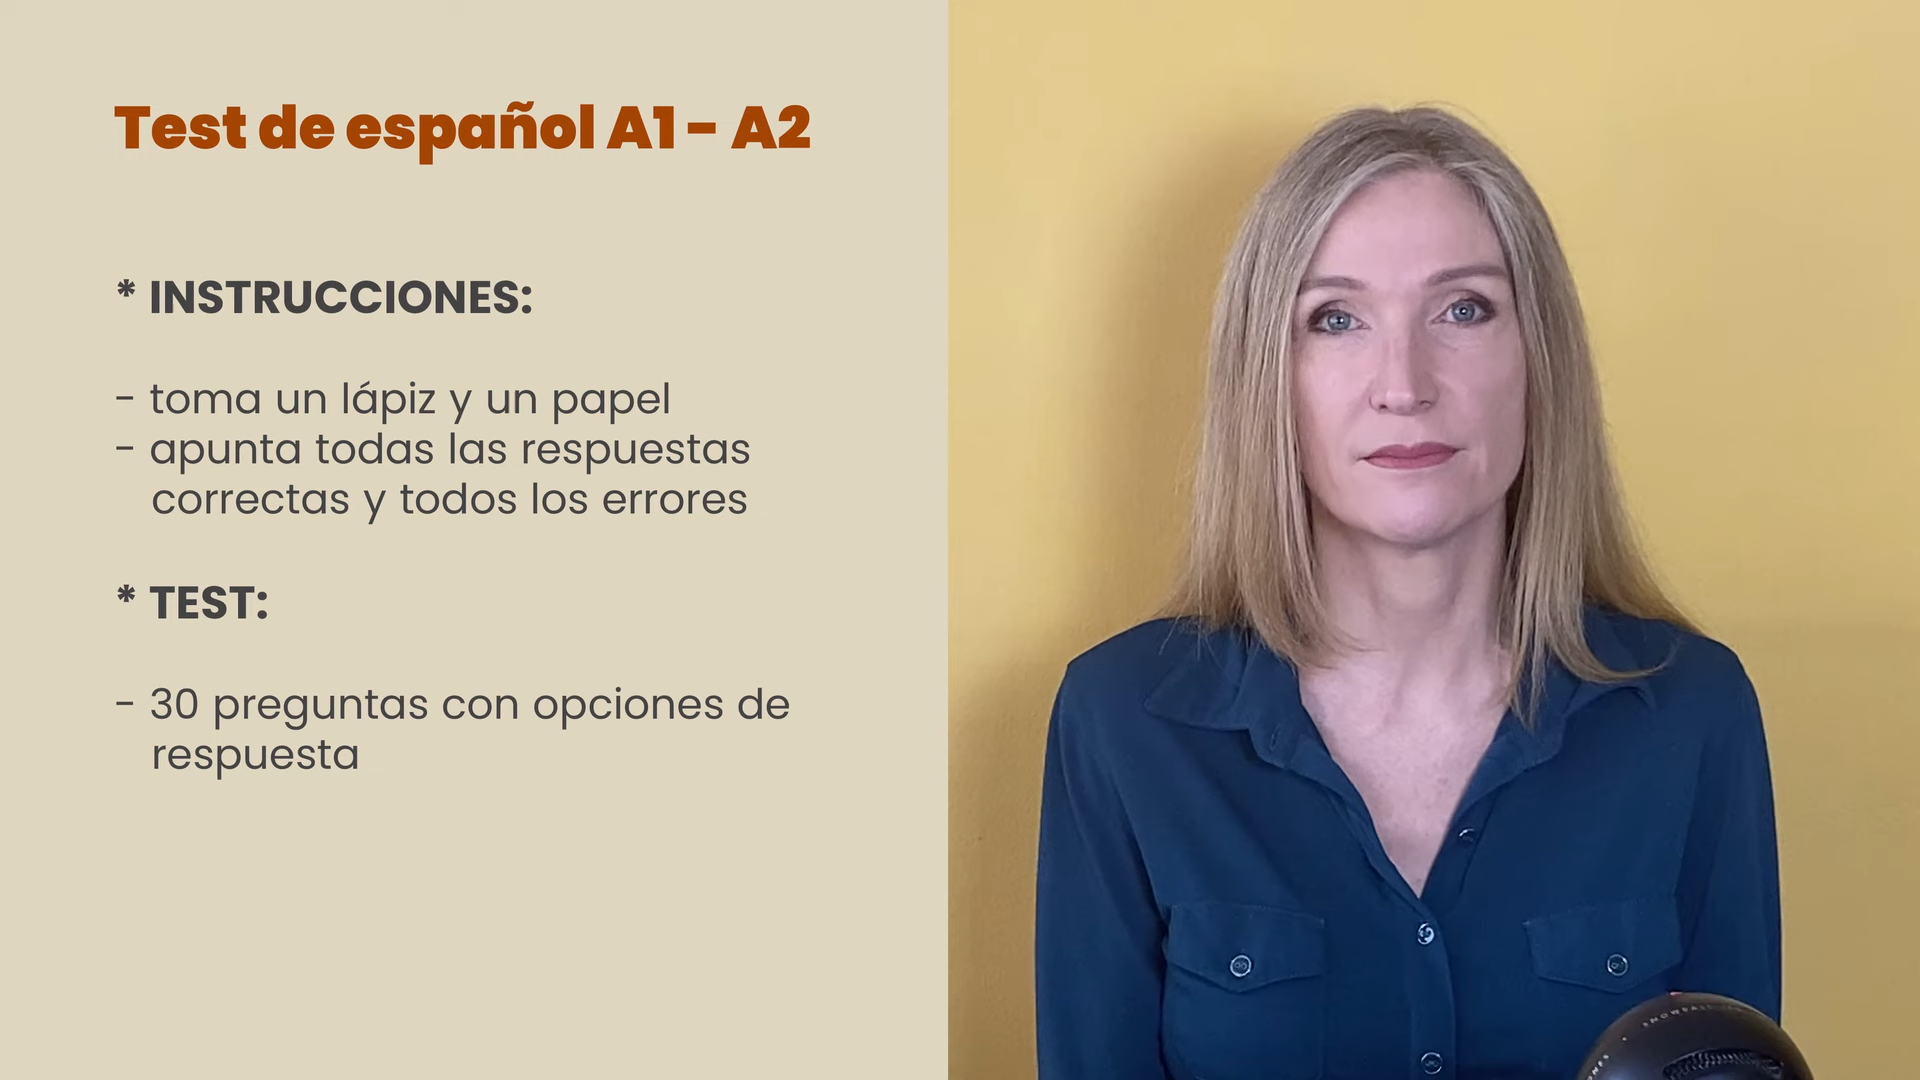 Test de español A1 - A2
* INSTRUCCIONES:
- toma un lápiz y un papel
- apunta todas las respuestas
correctas y todos los errores
* TEST:
- 30 preguntas con opciones de
respuesta